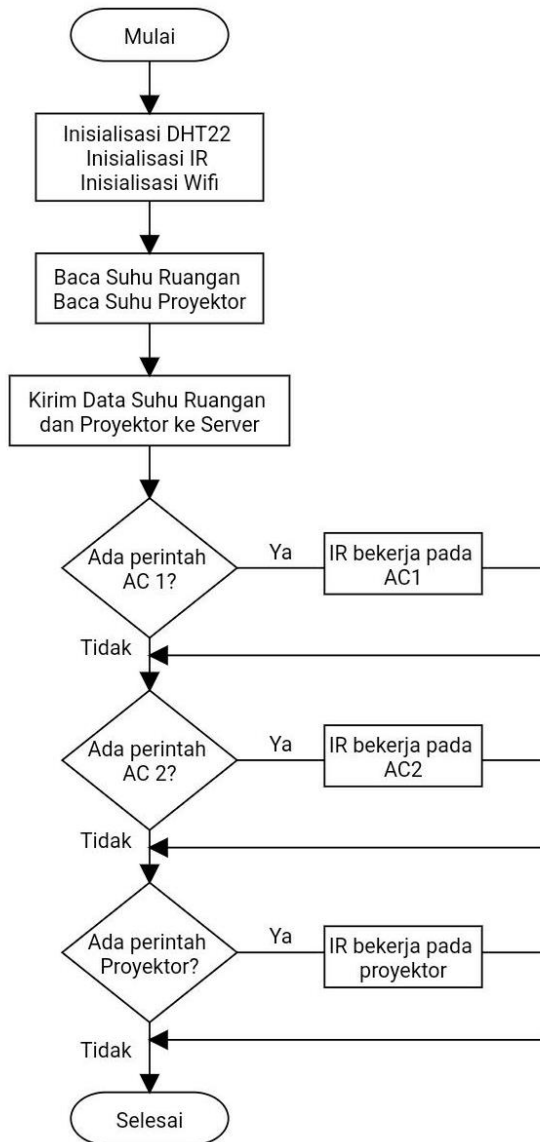 Mulai
Inisialisasi DHT22
Inisialisasi IR
Inisialisasi Wifi
Baca Suhu Ruangan
Baca Suhu Proyektor
Kirim Data Suhu Ruangan
dan Proyektor ke Server
Ada perintah
AC 1?
Ya
IR bekerja pada
AC1
Tidak
Ada perintah
AC 2?
Ya
IR bekerja pada
AC2
Tidak
Ada perintah
Proyektor?
Ya
IR bekerja pada
proyektor
Tidak
Selesai